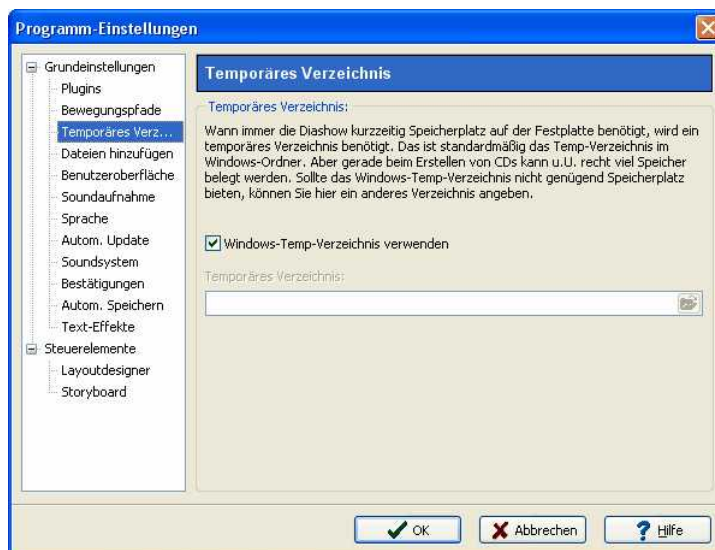 Programm-Einstellungen
Grundeinstellungen
Plugins
Bewegungspfade
Temporäres Verz...
Dateien hinzufügen
Benutzeroberfläche
Soundaufnahme
Sprache
Autom. Update
Soundsystem
Bestätigungen
Autom. Speichern
Text-Effekte
Steuerelemente
Layoutdesigner
Storyboard
Temporäres Verzeichnis
Temporäres Verzeichnis:
Wann immer die Diashow kurzzeitig Speicherplatz auf der Festplatte benötigt, wird ein
temporäres Verzeichnis benötigt. Das ist standardmäßig das Temp-Verzeichnis im
Windows-Ordner. Aber gerade beim Erstellen von CDs kann u.U. recht viel Speicher
belegt werden. Sollte das Windows-Temp-Verzeichnis nicht genügend Speicherplatz
bieten, können Sie hier ein anderes Verzeichnis angeben.
Windows-Temp-Verzeichnis verwenden
Temporäres Verzeichnis:
OK
Abbrechen
Hilfe